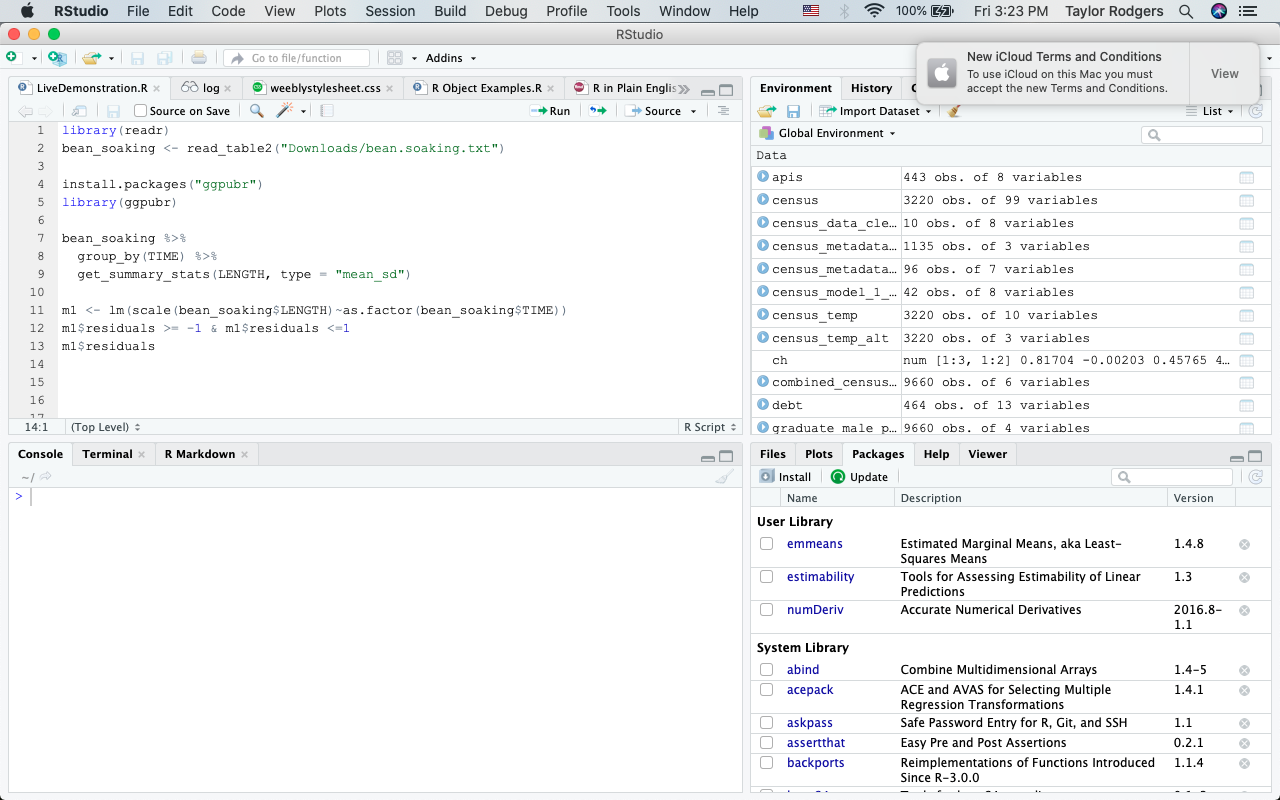 RStudio File Edit Code View Plots Session Build Debug Profile Tools Window Help 100% Fri 3:23 PM Taylor Rodgers
RStudio
Go to file/function Addins
New iCloud Terms and Conditions
To use iCloud on this Mac you must
accept the new Terms and Conditions.
View
LiveDemonstration.R log weeblystylesheet.css R Object Examples.R R in Plain Englis
Source on Save Run Source
1 library(readr)
2 bean_soaking <- read_table2("Downloads/bean.soaking.txt")
3
4 install.packages("ggpubr")
5 library(ggpubr)
6
7 bean_soaking %>%
8 group_by(TIME) %>%
9 get_summary_stats(LENGTH, type = "mean_sd")
10
11 m1 <- lm(scale(bean_soaking$LENGTH)~as.factor(bean_soaking$TIME))
12 m1$residuals >= -1 & m1$residuals <=1
13 m1$residuals
14
15
16
17
14:1 (Top Level) R Script
Console Terminal R Markdown
~/
>
Environment History
Import Dataset List
Global Environment
Data
apis 443 obs. of 8 variables
census 3220 obs. of 99 variables
census_data_cle… 10 obs. of 8 variables
census_metadata… 1135 obs. of 3 variables
census_metadata… 96 obs. of 7 variables
census_model_l_… 42 obs. of 8 variables
census_temp 3220 obs. of 10 variables
census_temp_alt 3220 obs. of 3 variables
ch num [1:3, 1:2] 0.81704 -0.00203 0.45765 4…
combined_census… 9660 obs. of 6 variables
debt 464 obs. of 13 variables
graduate_male_p… 9660 obs. of 4 variables
Files Plots Packages Help Viewer
Install Update
Name Description Version
User Library
emmeans Estimated Marginal Means, aka Least-
Squares Means 1.4.8
estimability Tools for Assessing Estimability of Linear
Predictions 1.3
numDeriv Accurate Numerical Derivatives 2016.8-
1.1
System Library
abind Combine Multidimensional Arrays 1.4-5
acepack ACE and AVAS for Selecting Multiple
Regression Transformations 1.4.1
askpass Safe Password Entry for R, Git, and SSH 1.1
assertthat Easy Pre and Post Assertions 0.2.1
backports Reimplementations of Functions Introduced
Since R-3.0.0 1.1.4